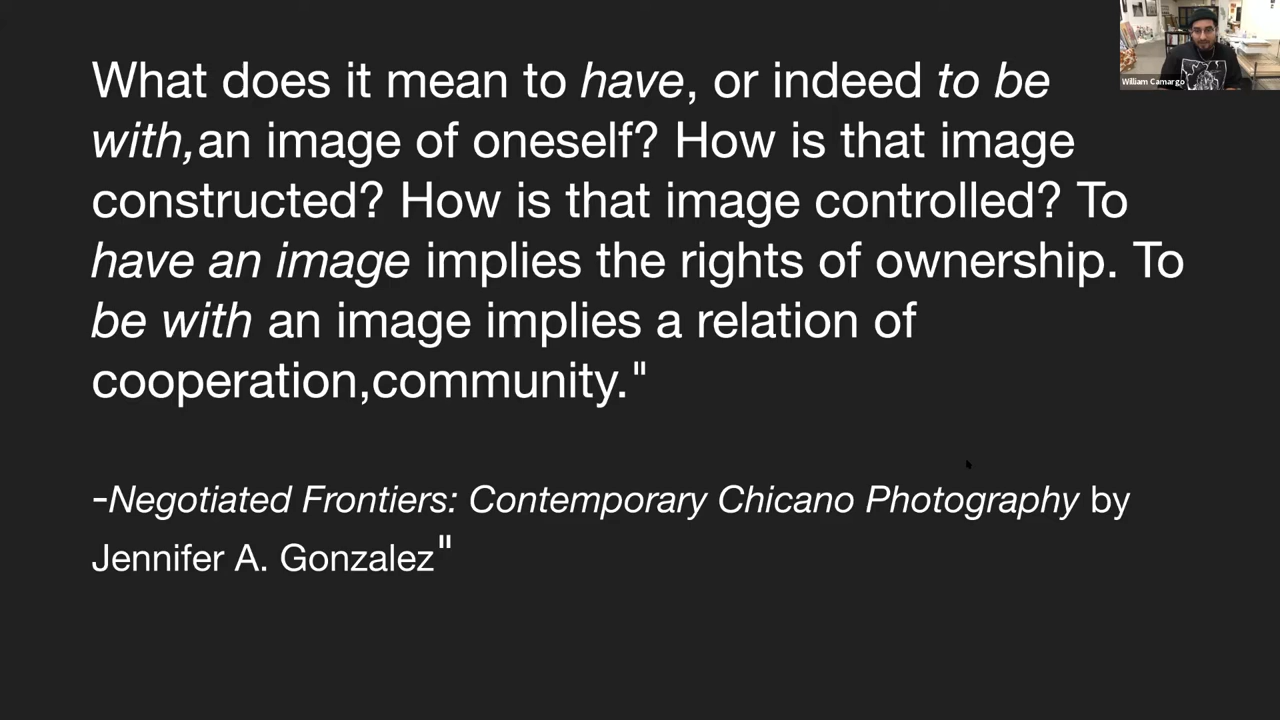 What does it mean to have, or indeed to be
with,an image of oneself? How is that image
constructed? How is that image controlled? To
have an image implies the rights of ownership. To
be with an image implies a relation of
cooperation,community."
-Negotiated Frontiers: Contemporary Chicano Photography by
Jennifer A. Gonzalez"
William Camargo